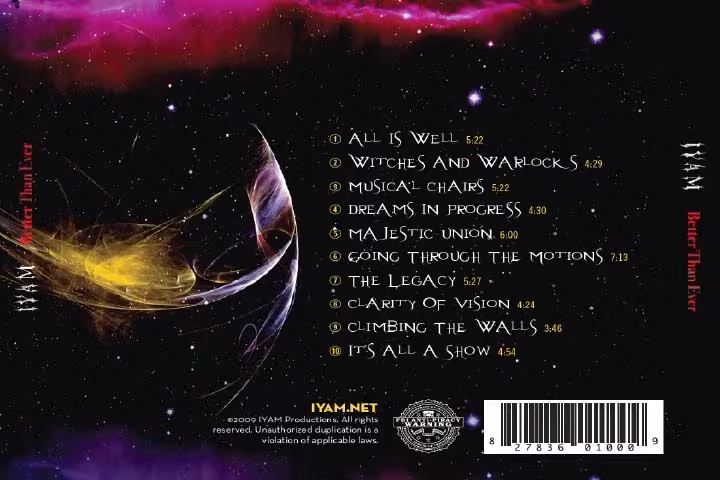 IYAM Better Than Ever
① ALL IS WELL 5:22
② WITCHES AND WARLOCKS 4:29
③ MUSICAL CHAIRS 5:22
④ DREAMS IN PROGRESS 4:30
⑤ MAJESTIC UNION 6:00
⑥ GOING THROUGH THE MOTIONS 7:13
⑦ THE LEGACY 5:27
⑧ CLARITY OF VISION 4:24
⑨ CLIMBING THE WALLS 3:46
⑩ IT'S ALL A SHOW 4:54
IYAM Better Than Ever
IYAM.NET
©2009 IYAM Productions. All rights
reserved. Unauthorized duplication is a
violation of applicable laws.
FBI ANTI-PIRACY
WARNING
8 27836 01000 9